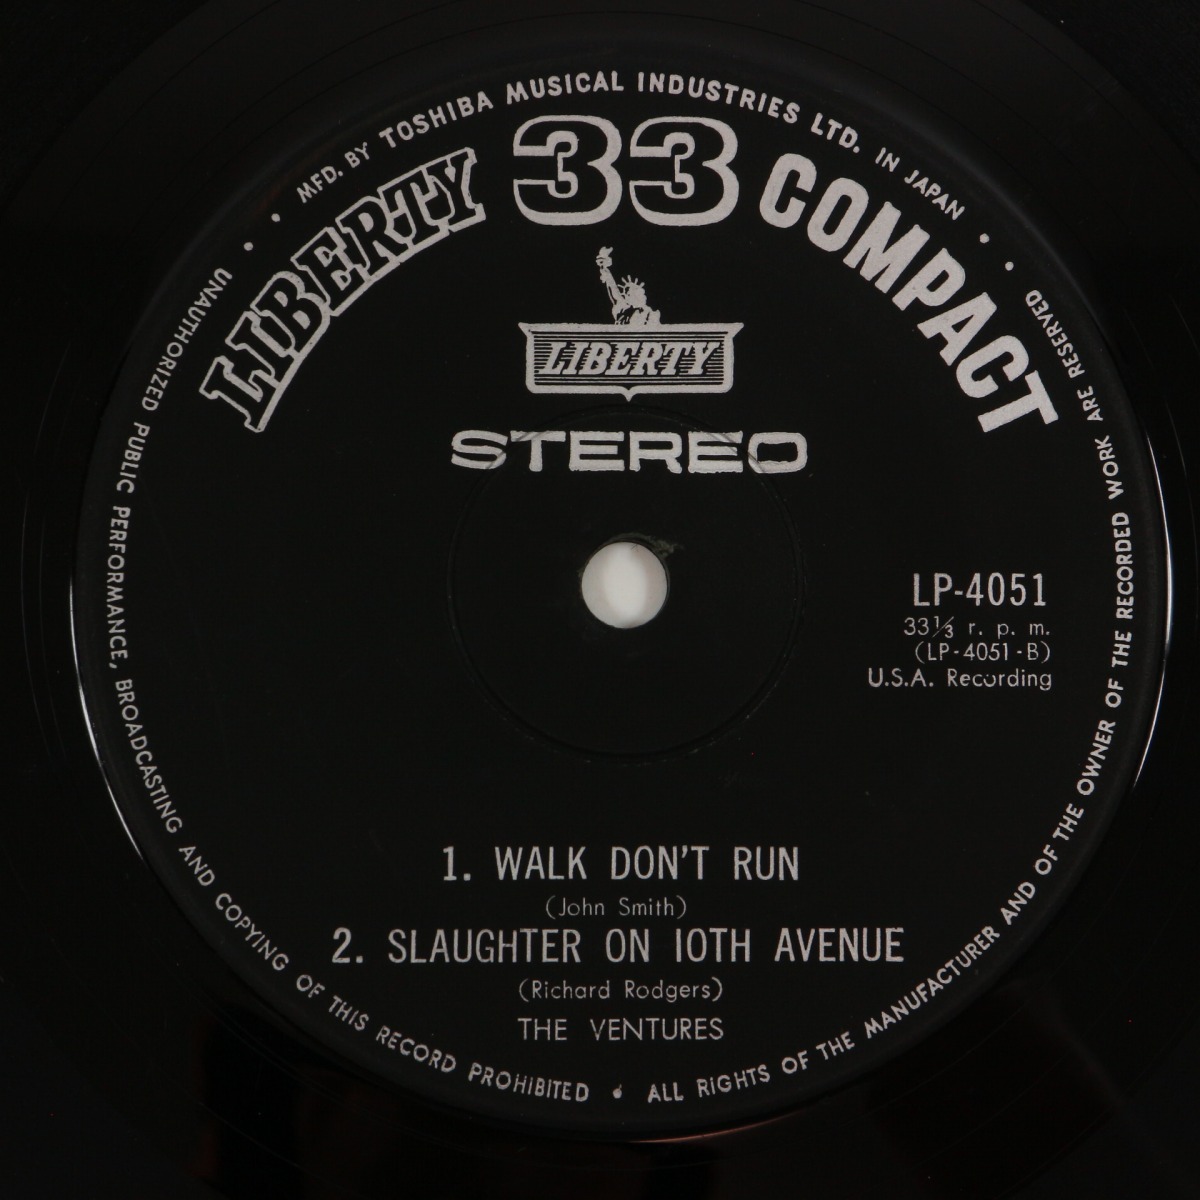 MFD. BY TOSHIBA MUSICAL INDUSTRIES LTD. IN JAPAN
LIBERTY 33 COMPACT
LIBERTY
STEREO
LP-4051
33⅓ r. p. m.
(LP-4051-B)
U.S.A. Recording
1. WALK DON'T RUN
(John Smith)
2. SLAUGHTER ON 10TH AVENUE
(Richard Rodgers)
THE VENTURES
UNAUTHORIZED PUBLIC PERFORMANCE, BROADCASTING AND COPYING OF THIS RECORD PROHIBITED • ALL RIGHTS OF THE MANUFACTURER AND OF THE OWNER OF THE RECORDED WORK ARE RESERVED